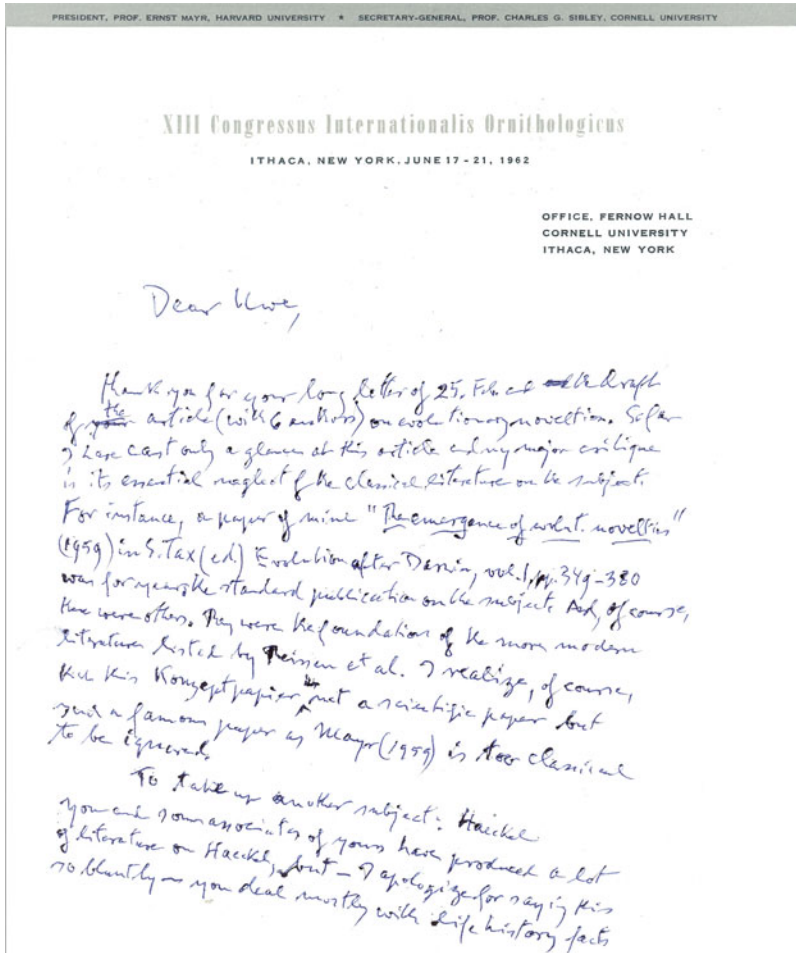 PRESIDENT, PROF. ERNST MAYR, HARVARD UNIVERSITY ★ SECRETARY-GENERAL, PROF. CHARLES G. SIBLEY, CORNELL UNIVERSITY
XIII Congressus Internationalis Ornithologicus
ITHACA, NEW YORK, JUNE 17 - 21, 1962
OFFICE, FERNOW HALL
CORNELL UNIVERSITY
ITHACA, NEW YORK
Dear Uwe,
Thank you for your long letter of 25. Feb. and the draft
of the article (with 6 authors) on evolutionary novelties. So far
I have cast only a glance at this article and my major critique
is its essential neglect of the classical literature on the subject.
For instance, a paper of mine "The emergence of evolut. novelties"
(1959) in S. Tax (ed.) Evolution after Darwin, vol. 1, pp. 349-380
was for years the standard publication on the subject. And, of course,
there were others. They were the foundation of the more modern
literature listed by et al. I realize, of course,
that this Konzeptpapier is not a scientific paper but
such a famous paper as Mayr (1959) is too classical
to be ignored.
To take up another subject: Haeckel
you and some associates of yours have produced a lot
of literature on Haeckel, but - I apologize for saying this
so bluntly - you deal mostly with life history facts